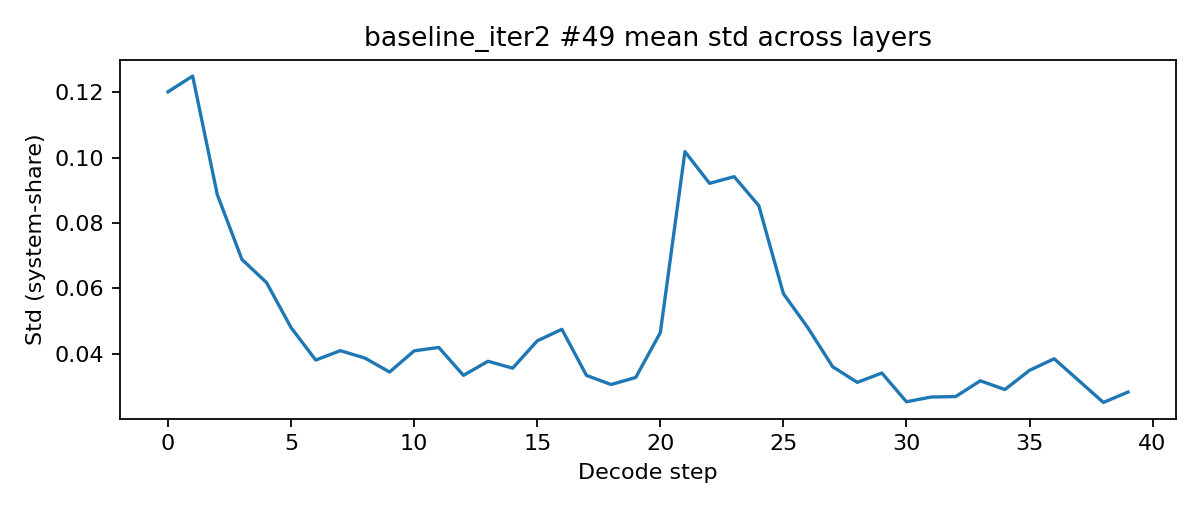 baseline_iter2 #49 mean std across layers
Std (system-share)
0.12
0.10
0.08
0.06
0.04
0 5 10 15 20 25 30 35 40
Decode step